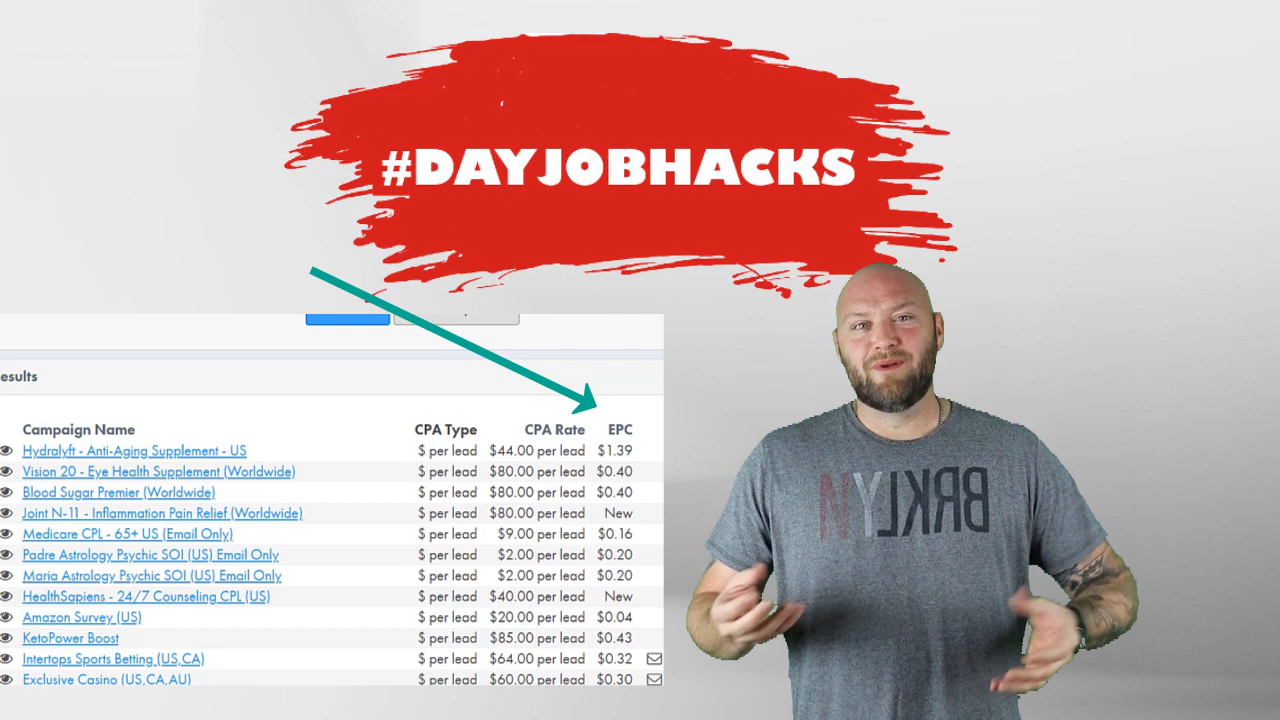 #DAYJOBHACKS
esults
Campaign Name CPA Type CPA Rate EPC
Hydralyft - Anti-Aging Supplement - US $ per lead $44.00 per lead $1.39
Vision 20 - Eye Health Supplement (Worldwide) $ per lead $80.00 per lead $0.40
Blood Sugar Premier (Worldwide) $ per lead $80.00 per lead $0.40
Joint N-11 - Inflammation Pain Relief (Worldwide) $ per lead $80.00 per lead New
Medicare CPL - 65+ US (Email Only) $ per lead $9.00 per lead $0.16
Padre Astrology Psychic SOI (US) Email Only $ per lead $2.00 per lead $0.20
Maria Astrology Psychic SOI (US) Email Only $ per lead $2.00 per lead $0.20
HealthSapiens - 24/7 Counseling CPL (US) $ per lead $40.00 per lead New
Amazon Survey (US) $ per lead $20.00 per lead $0.04
KetoPower Boost $ per lead $85.00 per lead $0.43
Intertops Sports Betting (US,CA) $ per lead $64.00 per lead $0.32
Exclusive Casino (US,CA,AU) $ per lead $60.00 per lead $0.30
BRKLYN